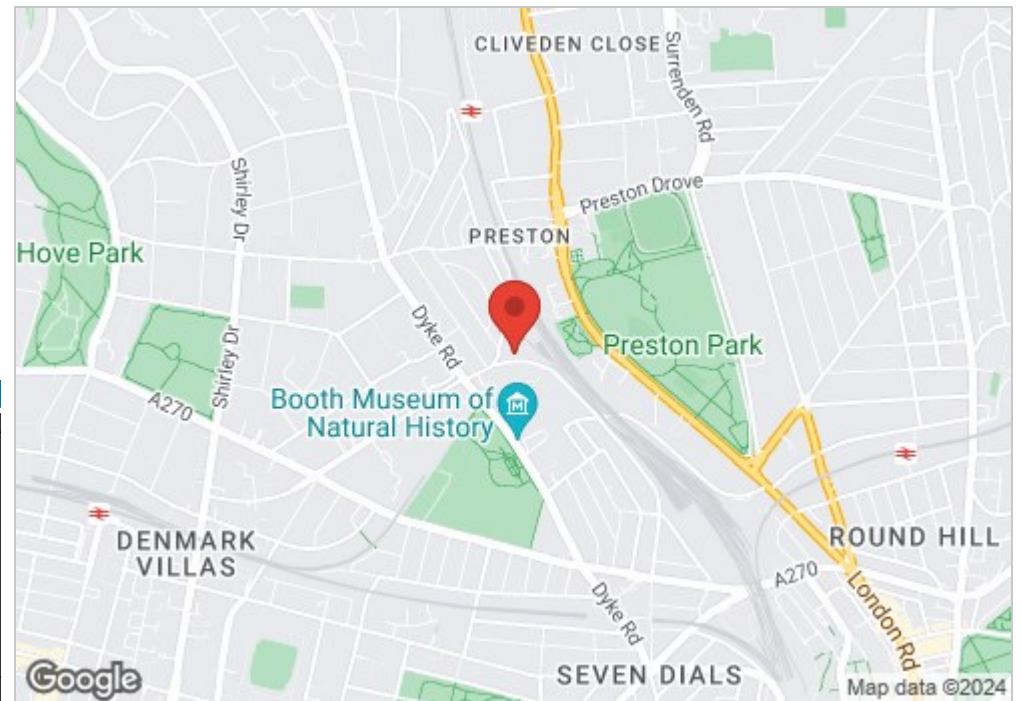 CLIVEDEN CLOSE
Surrenden Rd
Shirley Dr
Preston Drove
PRESTON
Hove Park
Dyke Rd
Preston Park
Shirley Dr
A270
Booth Museum of
Natural History
DENMARK
VILLAS
ROUND HILL
A270
Dyke Rd
London Rd
SEVEN DIALS
Google
Map data ©2024